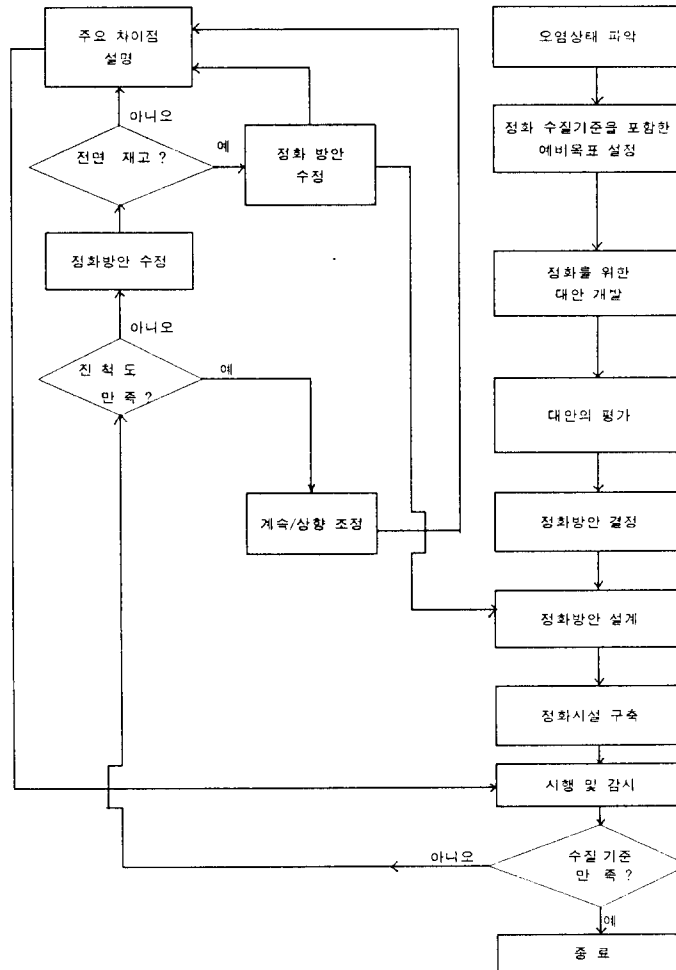 주요 차이점
설명
아니오
전면 재고 ?
예
정화 방안
수정
정화방안 수정
아니오
진 척 도
만 족 ?
예
계속/상향 조정
오염상태 파악
정화 수질기준을 포함한
예비목표 설정
정화를 위한
대안 개발
대안의 평가
정화방안 결정
정화방안 설계
정화시설 구축
시행 및 감시
수질 기준
만 족 ?
아니오
예
종 료